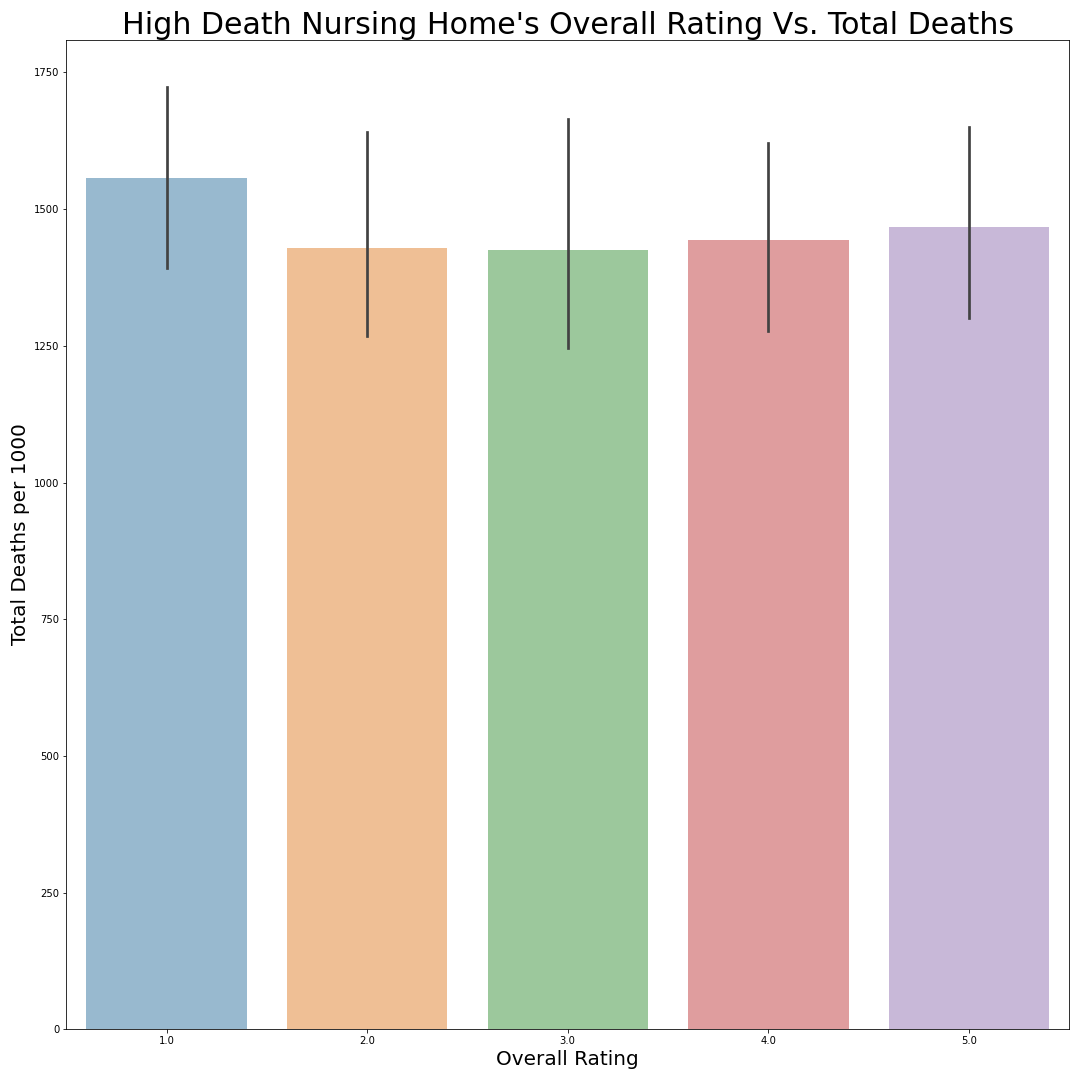 High Death Nursing Home's Overall Rating Vs. Total Deaths
Total Deaths per 1000
1750
1500
1250
1000
750
500
250
0
1.0 2.0 3.0 4.0 5.0
Overall Rating